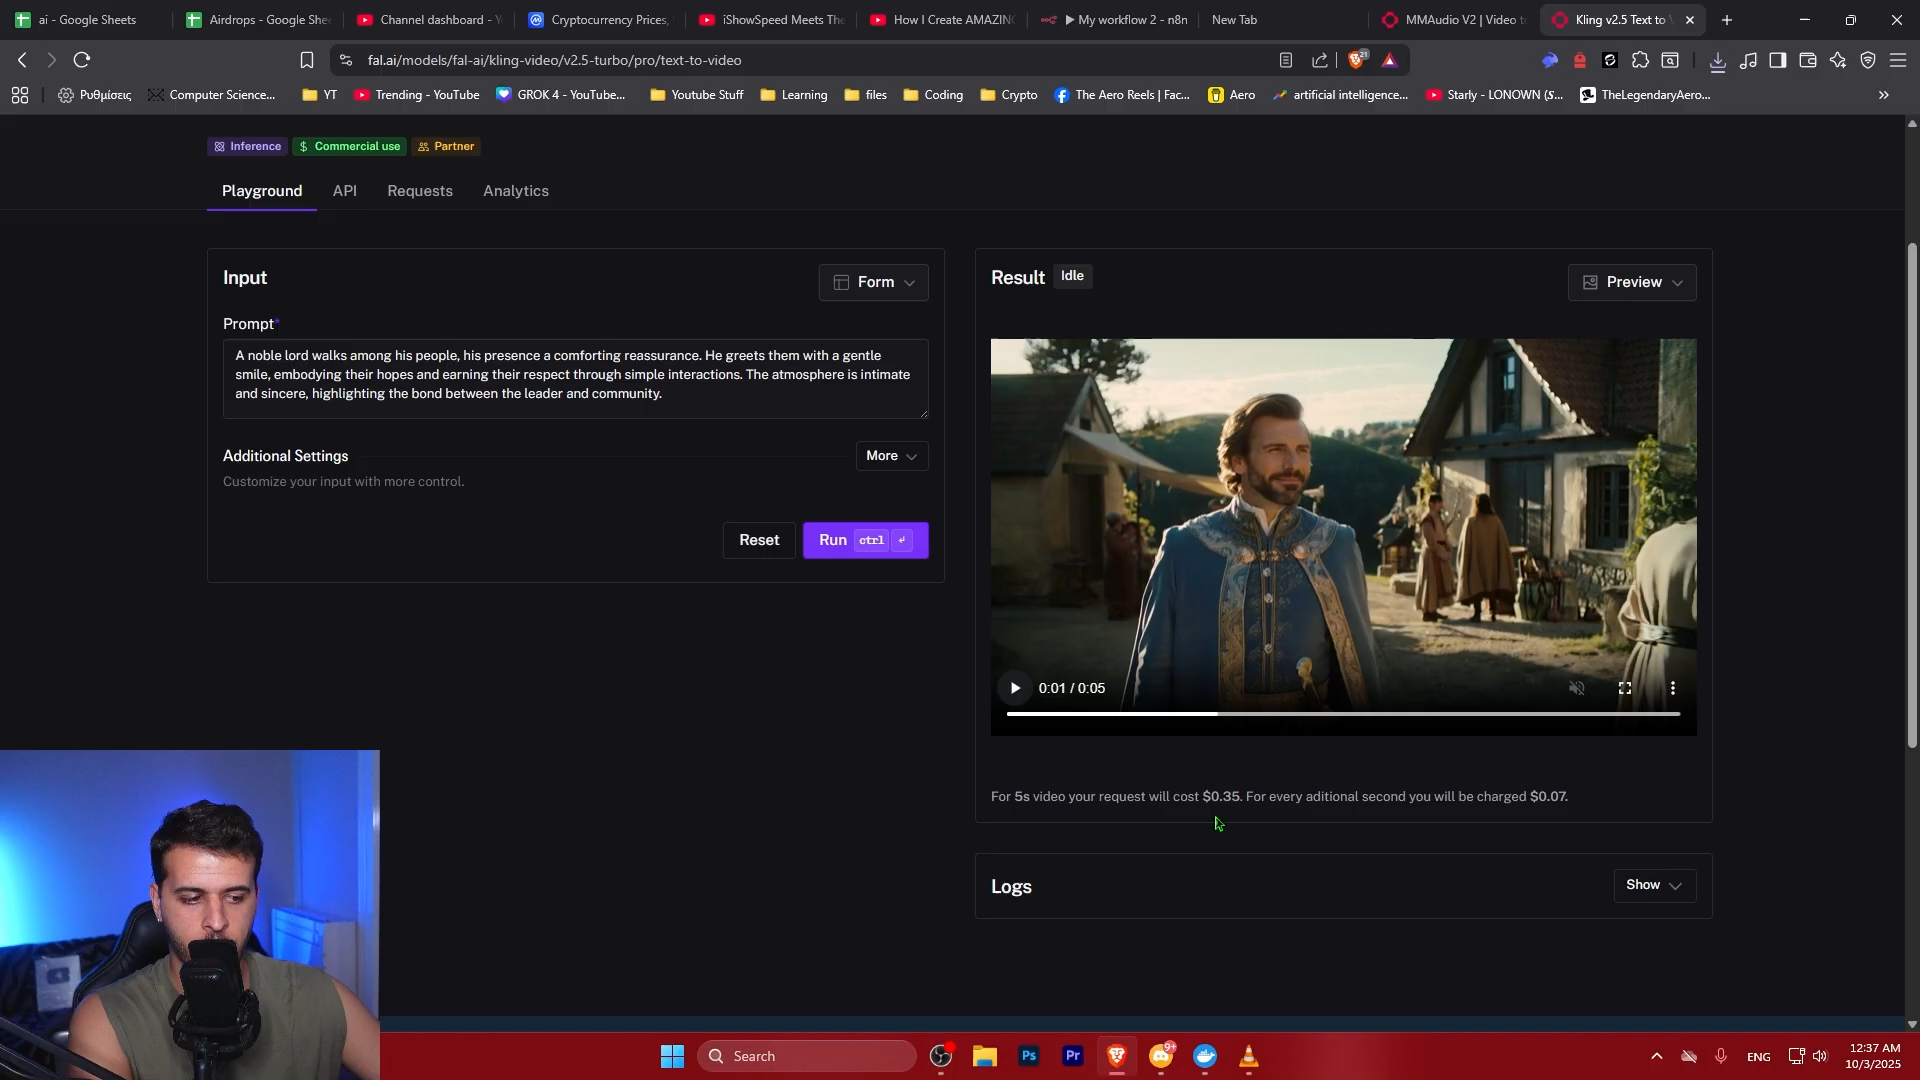 ai - Google Sheets
Airdrops - Google She
Channel dashboard - Y
Cryptocurrency Prices,
iShowSpeed Meets The
How I Create AMAZIN
▶ My workflow 2 - n8n
New Tab
MMAudio V2 | Video to
Kling v2.5 Text to V
fal.ai/models/fal-ai/kling-video/v2.5-turbo/pro/text-to-video
21
Ρυθμίσεις
Computer Science...
YT
Trending - YouTube
GROK 4 - YouTube...
Youtube Stuff
Learning
files
Coding
Crypto
The Aero Reels | Fac...
Aero
artificial intelligence...
Starly - LONOWN (S...
TheLegendaryAero...
»
Inference
$ Commercial use
Partner
Playground
API
Requests
Analytics
Input
Form
Prompt*
A noble lord walks among his people, his presence a comforting reassurance. He greets them with a gentle
smile, embodying their hopes and earning their respect through simple interactions. The atmosphere is intimate
and sincere, highlighting the bond between the leader and community.
Additional Settings
More
Customize your input with more control.
Reset
Run ctrl ↵
Result
Idle
Preview
0:01 / 0:05
For 5s video your request will cost $0.35. For every aditional second you will be charged $0.07.
Logs
Show
Search
Ps
Pr
9+
ENG
12:37 AM
10/3/2025